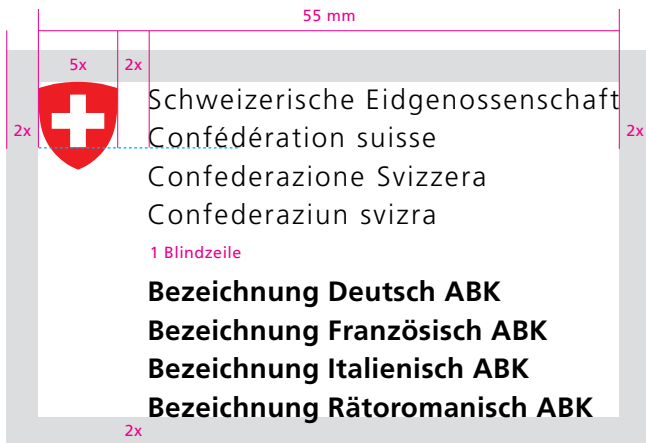 55 mm
5x 2x
2x
2x
Schweizerische Eidgenossenschaft
Confédération suisse
Confederazione Svizzera
Confederaziun svizra
1 Blindzeile
Bezeichnung Deutsch ABK
Bezeichnung Französisch ABK
Bezeichnung Italienisch ABK
Bezeichnung Rätoromanisch ABK
2x